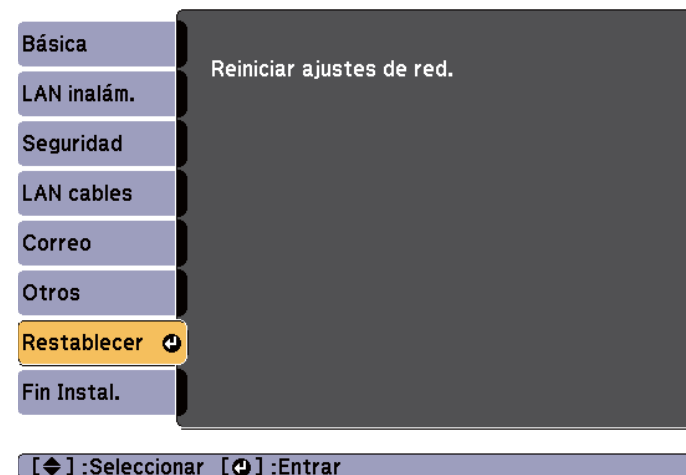 Básica
Reiniciar ajustes de red.
LAN inalám.
Seguridad
LAN cables
Correo
Otros
Restablecer
Fin Instal.
[◆] :Seleccionar [⏎] :Entrar